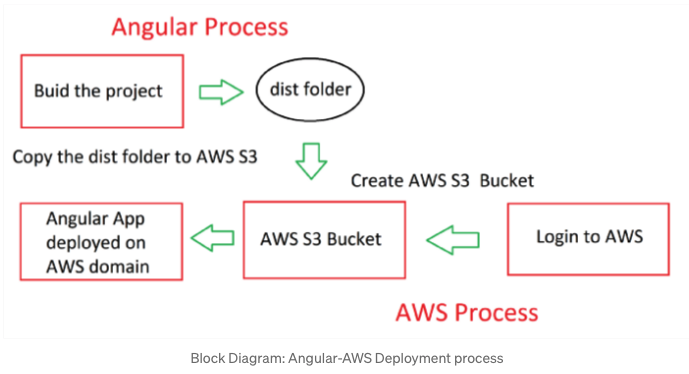 Angular Process
Buid the project
dist folder
Copy the dist folder to AWS S3
Create AWS S3 Bucket
Angular App
deployed on
AWS domain
AWS S3 Bucket
Login to AWS
AWS Process
Block Diagram: Angular-AWS Deployment process